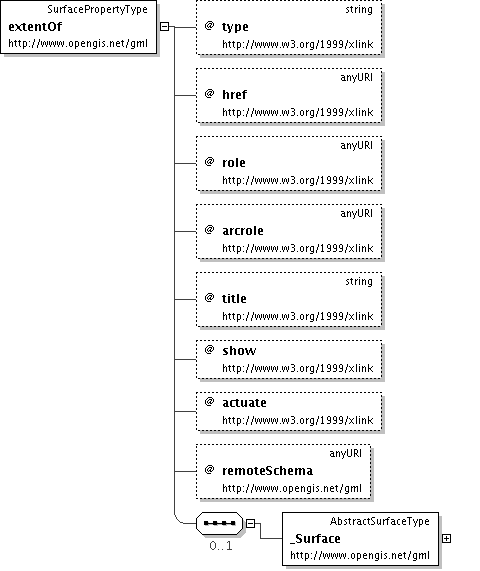 SurfacePropertyType
extentOf
http://www.opengis.net/gml
string
@ type
http://www.w3.org/1999/xlink
anyURI
@ href
http://www.w3.org/1999/xlink
anyURI
@ role
http://www.w3.org/1999/xlink
anyURI
@ arcrole
http://www.w3.org/1999/xlink
string
@ title
http://www.w3.org/1999/xlink
@ show
http://www.w3.org/1999/xlink
@ actuate
http://www.w3.org/1999/xlink
anyURI
@ remoteSchema
http://www.opengis.net/gml
0..1
AbstractSurfaceType
_Surface
http://www.opengis.net/gml